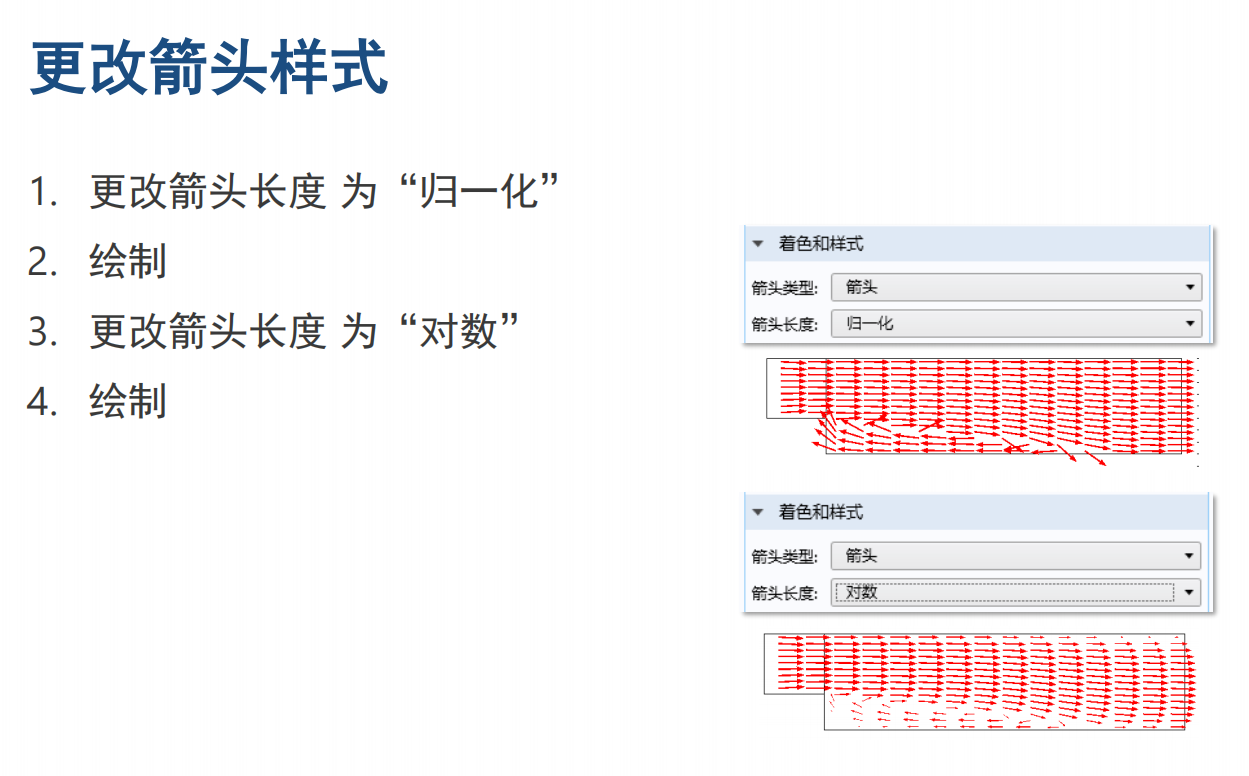 更改箭头样式
1. 更改箭头长度 为“归一化”
2. 绘制
3. 更改箭头长度 为“对数”
4. 绘制
着色和样式
箭头类型: 箭头
箭头长度: 归一化
着色和样式
箭头类型: 箭头
箭头长度: 对数